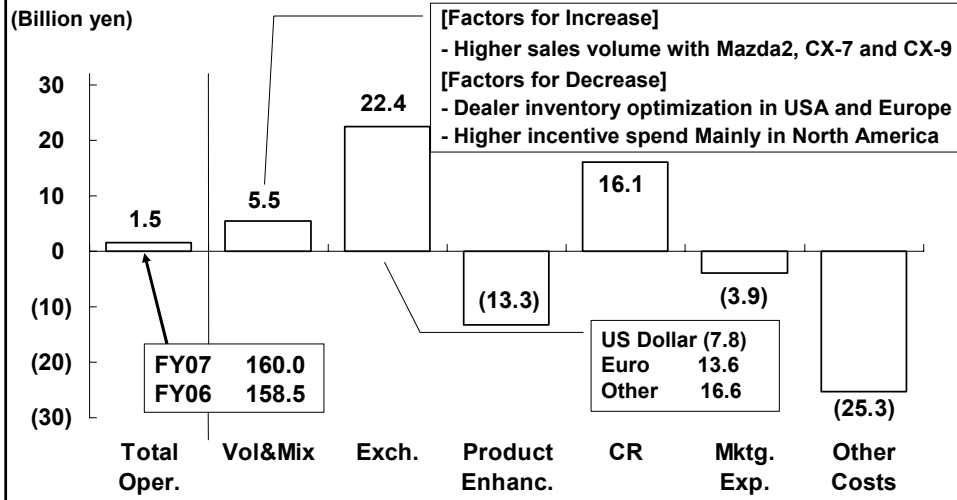 (Billion yen)
[Factors for Increase]
- Higher sales volume with Mazda2, CX-7 and CX-9
[Factors for Decrease]
- Dealer inventory optimization in USA and Europe
- Higher incentive spend Mainly in North America
30
20
10
0
(10)
(20)
(30)
1.5
5.5
22.4
(13.3)
16.1
(3.9)
(25.3)
FY07 160.0
FY06 158.5
US Dollar (7.8)
Euro 13.6
Other 16.6
Total
Oper.
Vol&Mix
Exch.
Product
Enhanc.
CR
Mktg.
Exp.
Other
Costs